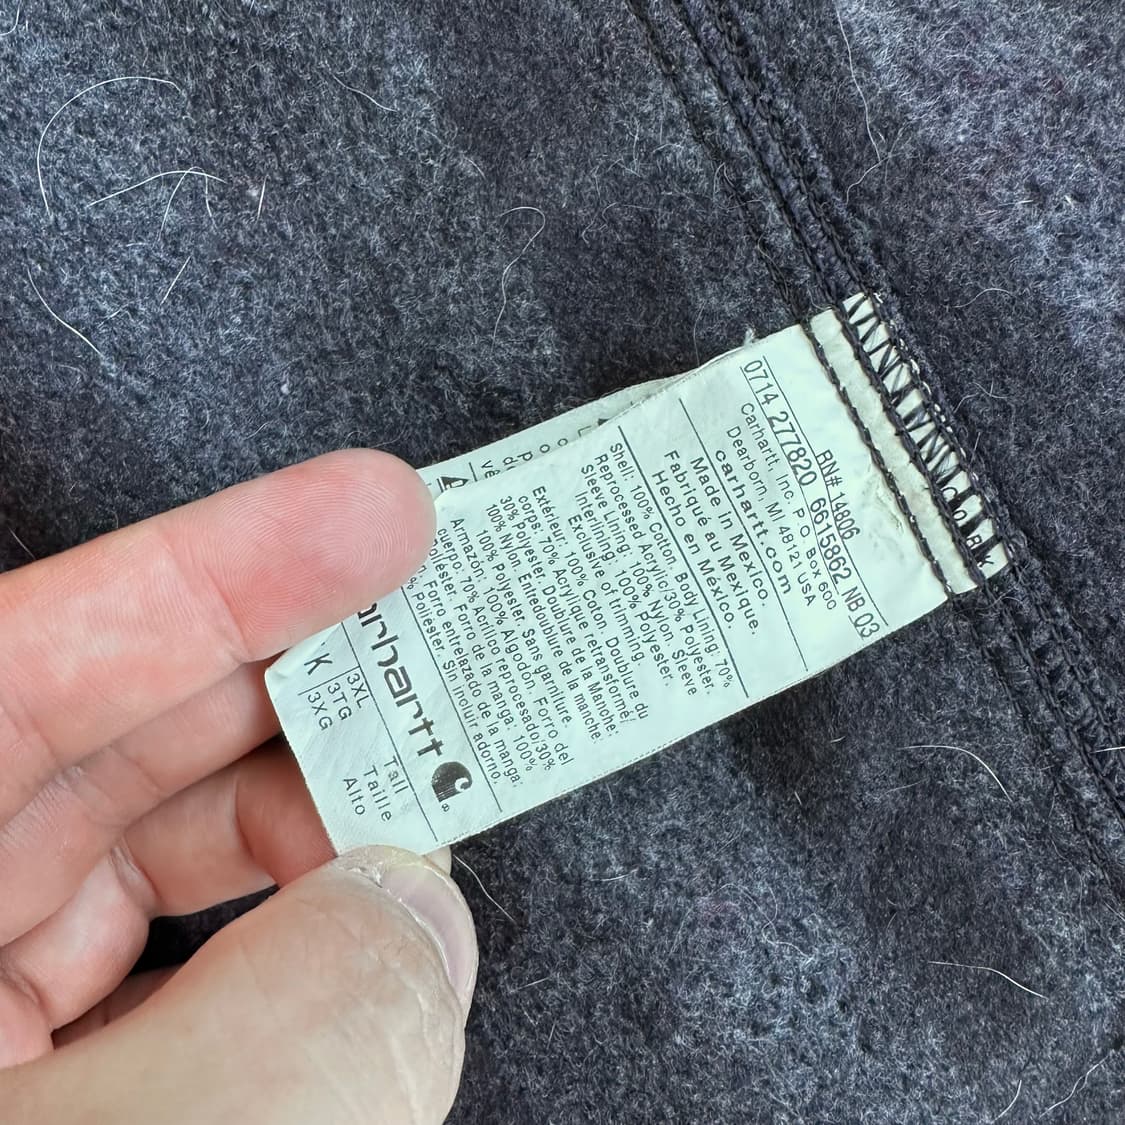 RN# 14806
0714 277820 6615862 NB 03
Carhartt, Inc. P.O. Box 600
Dearborn, MI 48121 USA
carhartt.com
Made in Mexico.
Fabriqué au Mexique.
Hecho en México.
Shell: 100% Cotton. Body Lining: 70%
Reprocessed Acrylic/30% Polyester.
Sleeve Lining: 100% Nylon. Sleeve
Interlining: 100% Polyester.
Exclusive of trimming.
Extérieur: 100% Coton. Doublure du
corps: 70% Acrylique retransformé/
30% Polyester. Doublure de la Manche:
100% Nylon. Entredoublure de la manche:
100% Polyester. Sans garniture.
Armazón: 100% Algodón. Forro del
cuerpo: 70% Acrílico reprocesado/30%
Poliéster. Forro de la manga: 100%
Forro entrelazado de la manga:
% Poliéster. Sin incluir adorno.
arhartt
K
3XL Tall
3TG Taille
3XG Alto